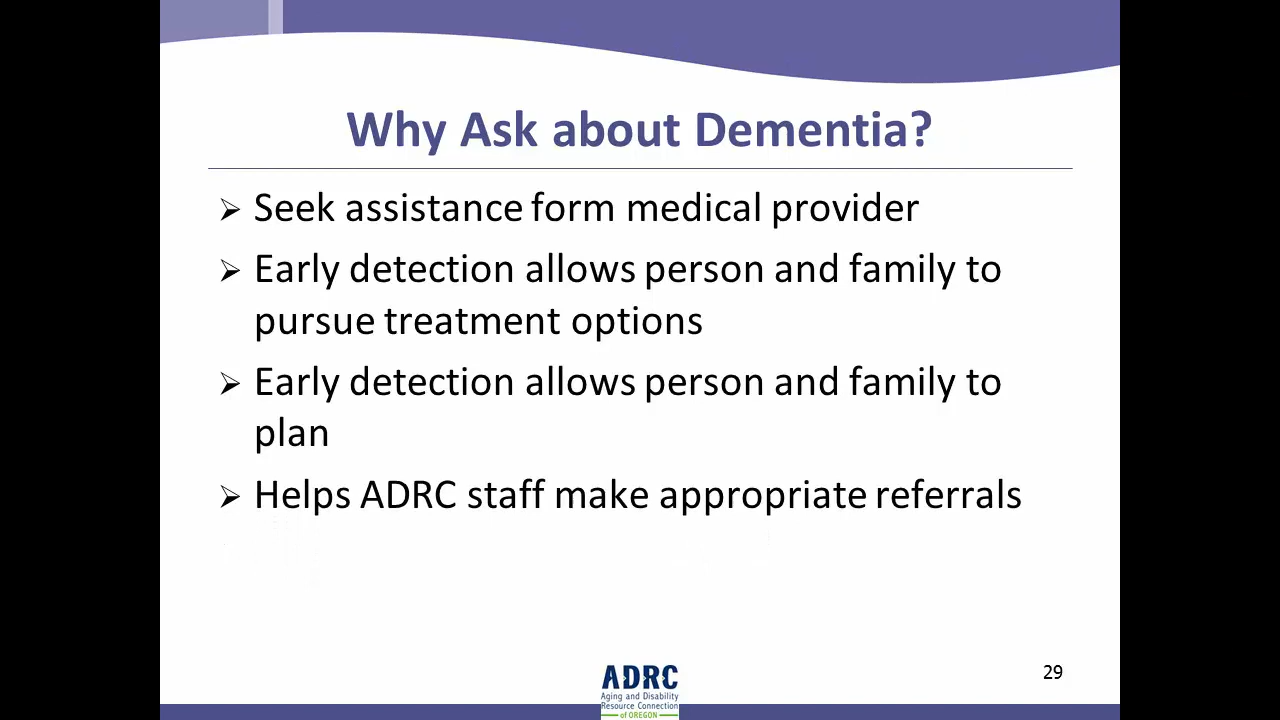 Why Ask about Dementia?
Seek assistance form medical provider
Early detection allows person and family to
pursue treatment options
Early detection allows person and family to
plan
Helps ADRC staff make appropriate referrals
29
ADRC
Aging and Disability
Resource Connection
of OREGON